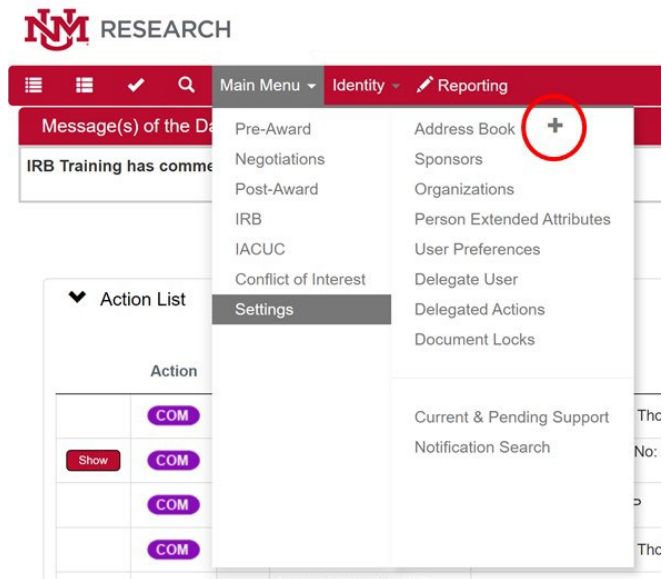 UNM RESEARCH
Main Menu Identity Reporting
Message(s) of the Da
IRB Training has comme
Pre-Award
Negotiations
Post-Award
IRB
IACUC
Conflict of Interest
Settings
Address Book +
Sponsors
Organizations
Person Extended Attributes
User Preferences
Delegate User
Delegated Actions
Document Locks
Current & Pending Support
Notification Search
Action List
Action
COM Tho
Show COM No:
COM
COM Tho